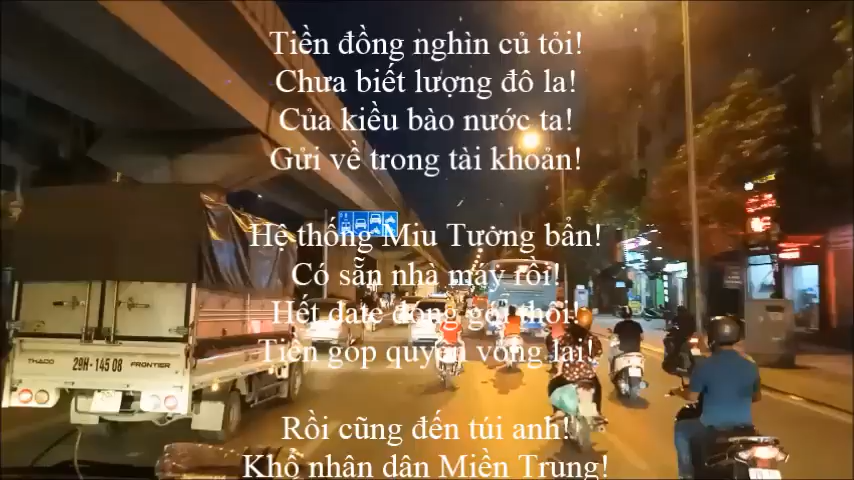 Tiền đồng nghìn củ tỏi!
Chưa biết lượng đô la!
Của kiều bào nước ta!
Gửi về trong tài khoản!
Hệ thống Miu Tường bẩn!
Có sẵn nhà máy rồi!
Hết date đóng gói thôi!
Tiền góp quyên vòng lại!
Rồi cũng đến túi anh!
Khổ nhân dân Miền Trung!
THACO
29H-145 08
FRONTIER